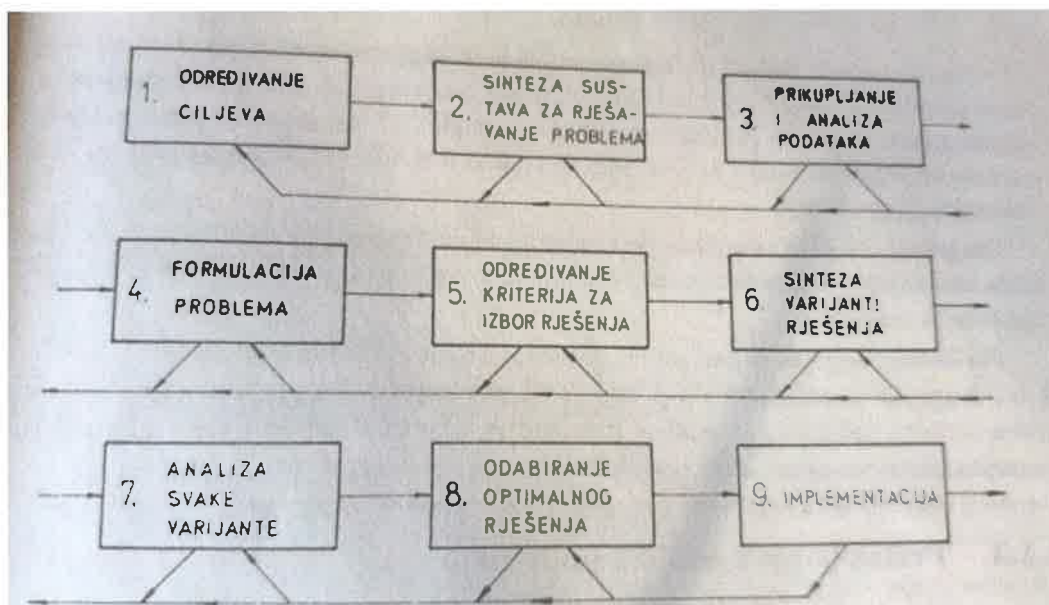 1. ODREĐIVANJE
CILJEVA
2. SINTEZA SUS-
TAVA ZA RJEŠA-
VANJE PROBLEMA
3. PRIKUPLJANJE
I ANALIZA
PODATAKA
4. FORMULACIJA
PROBLEMA
5. ODREĐIVANJE
KRITERIJA ZA
IZBOR RJEŠENJA
6. SINTEZA
VARIJANTI
RJEŠENJA
7. ANALIZA
SVAKE
VARIJANTE
8. ODABIRANJE
OPTIMALNOG
RJEŠENJA
9. IMPLEMENTACIJA